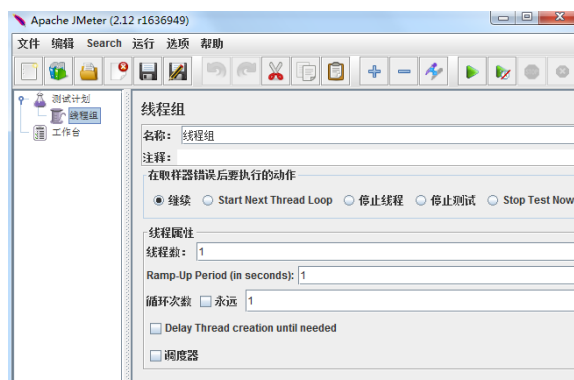 Apache JMeter (2.12 r1636949)
文件 编辑 Search 运行 选项 帮助
测试计划
线程组
工作台
线程组
名称： 线程组
注释：
在取样器错误后要执行的动作
继续 Start Next Thread Loop 停止线程 停止测试 Stop Test Now
线程属性
线程数： 1
Ramp-Up Period (in seconds): 1
循环次数 永远 1
Delay Thread creation until needed
调度器